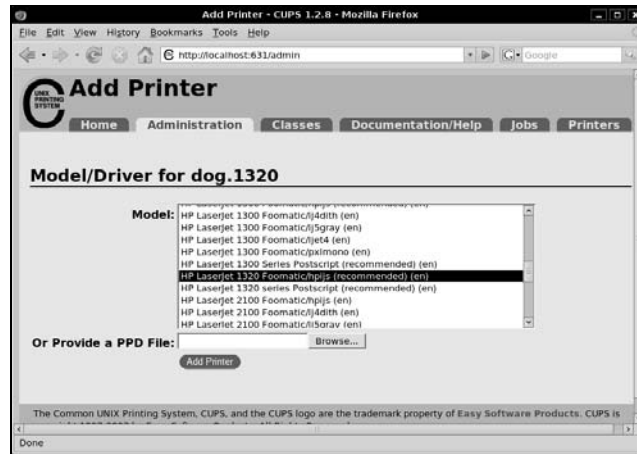 Add Printer - CUPS 1.2.8 - Mozilla Firefox
File Edit View History Bookmarks Tools Help
http://localhost:631/admin
Google
UNIX PRINTING SYSTEM
Add Printer
Home Administration Classes Documentation/Help Jobs Printers
Model/Driver for dog.1320
Model:
HP LaserJet 1300 Foomatic/lj4dith (en)
HP LaserJet 1300 Foomatic/lj5gray (en)
HP LaserJet 1300 Foomatic/ljet4 (en)
HP LaserJet 1300 Foomatic/pxlmono (en)
HP LaserJet 1300 Series Postscript (recommended) (en)
HP LaserJet 1320 Foomatic/hpijs (recommended) (en)
HP LaserJet 1320 series Postscript (recommended) (en)
HP LaserJet 2100 Foomatic/hpijs (en)
HP LaserJet 2100 Foomatic/lj4dith (en)
HP LaserJet 2100 Foomatic/lj5gray (en)
Or Provide a PPD File: Browse...
Add Printer
The Common UNIX Printing System, CUPS, and the CUPS logo are the trademark property of Easy Software Products. CUPS is
Done